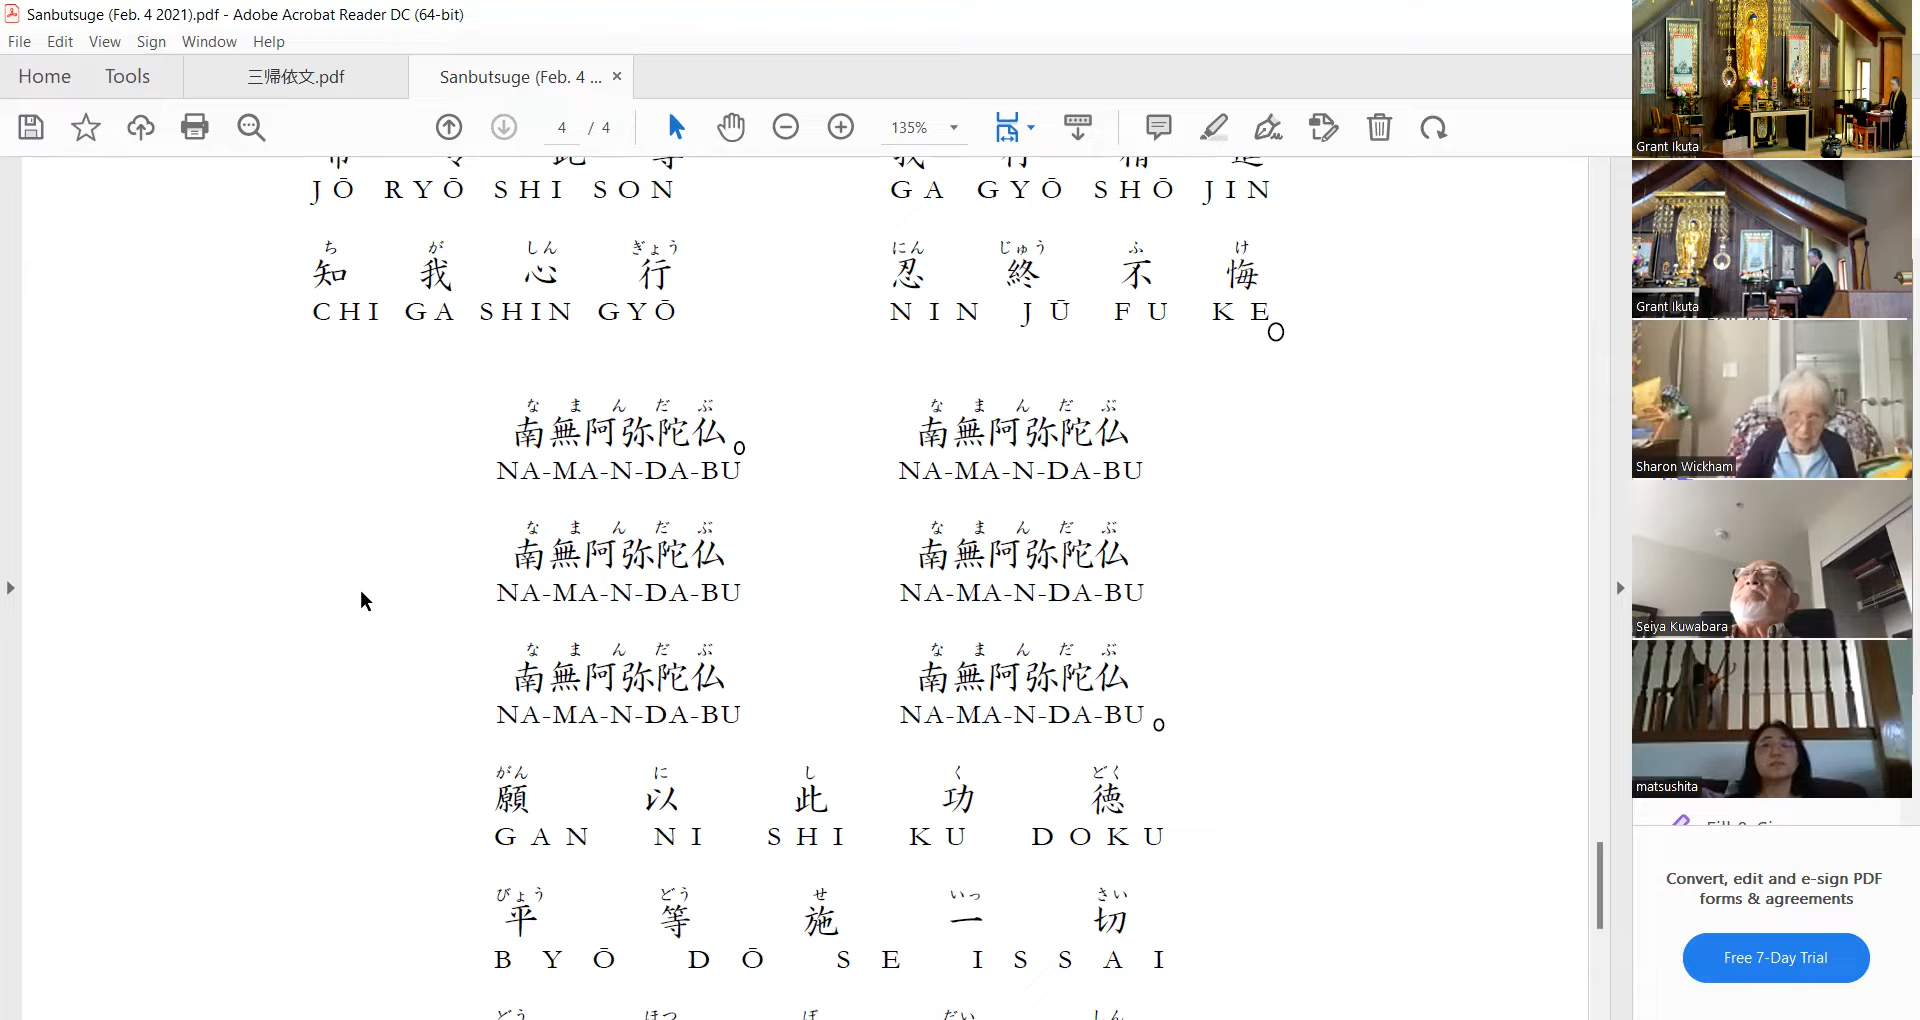 Sanbutsuge (Feb. 4 2021).pdf - Adobe Acrobat Reader DC (64-bit)
File Edit View Sign Window Help
Home Tools 三帰依文.pdf Sanbutsuge (Feb. 4 ... ×
4 / 4 135%
JŌ RYŌ SHI SON GA GYŌ SHŌ JIN
ち が しん ぎょう にん じゅう ふ け
知 我 心 行 忍 終 不 悔
CHI GA SHIN GYŌ NIN JŪ FU KE
な ま ん だ ぶ な ま ん だ ぶ
南無阿弥陀仏 南無阿弥陀仏
NA-MA-N-DA-BU NA-MA-N-DA-BU
な ま ん だ ぶ な ま ん だ ぶ
南無阿弥陀仏 南無阿弥陀仏
NA-MA-N-DA-BU NA-MA-N-DA-BU
な ま ん だ ぶ な ま ん だ ぶ
南無阿弥陀仏 南無阿弥陀仏
NA-MA-N-DA-BU NA-MA-N-DA-BU
がん に し く どく
願 以 此 功 徳
GAN NI SHI KU DOKU
びょう どう せ いっ さい
平 等 施 一 切
BYŌ DŌ SE ISSAI
どう ほつ ぼ だい しん
Grant Ikuta
Grant Ikuta
Sharon Wickham
Seiya Kuwabara
matsushita
Convert, edit and e-sign PDF
forms & agreements
Free 7-Day Trial